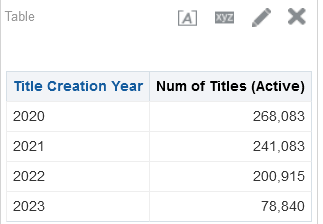 Table
[A] xyz
Title Creation Year Num of Titles (Active)
2020 268,083
2021 241,083
2022 200,915
2023 78,840